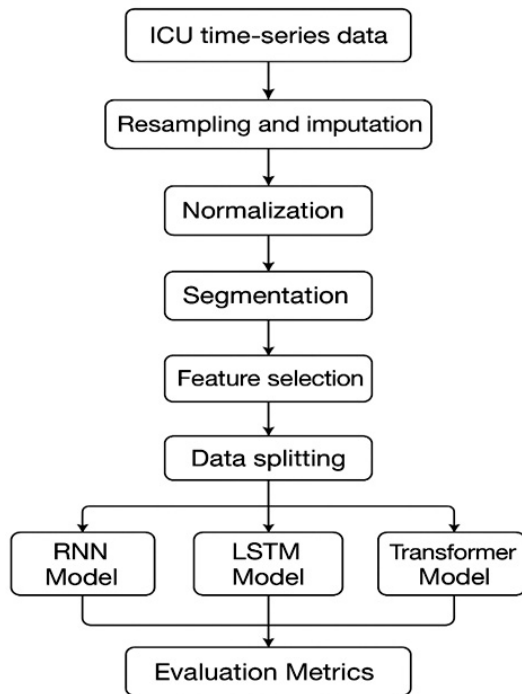 ICU time-series data
Resampling and imputation
Normalization
Segmentation
Feature selection
Data splitting
RNN
Model
LSTM
Model
Transformer
Model
Evaluation Metrics